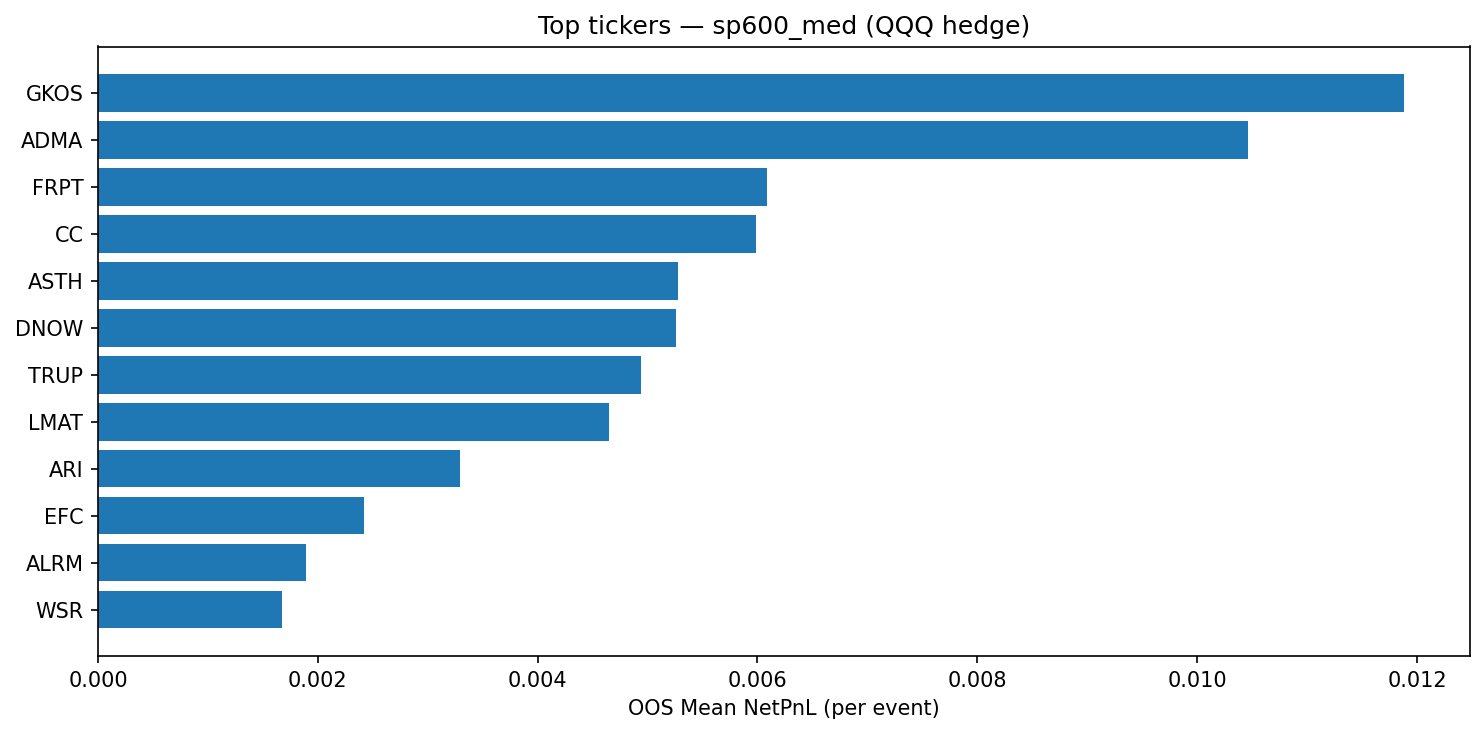 Top tickers — sp600_med (QQQ hedge)
GKOS
ADMA
FRPT
CC
ASTH
DNOW
TRUP
LMAT
ARI
EFC
ALRM
WSR
0.000 0.002 0.004 0.006 0.008 0.010 0.012
OOS Mean NetPnL (per event)